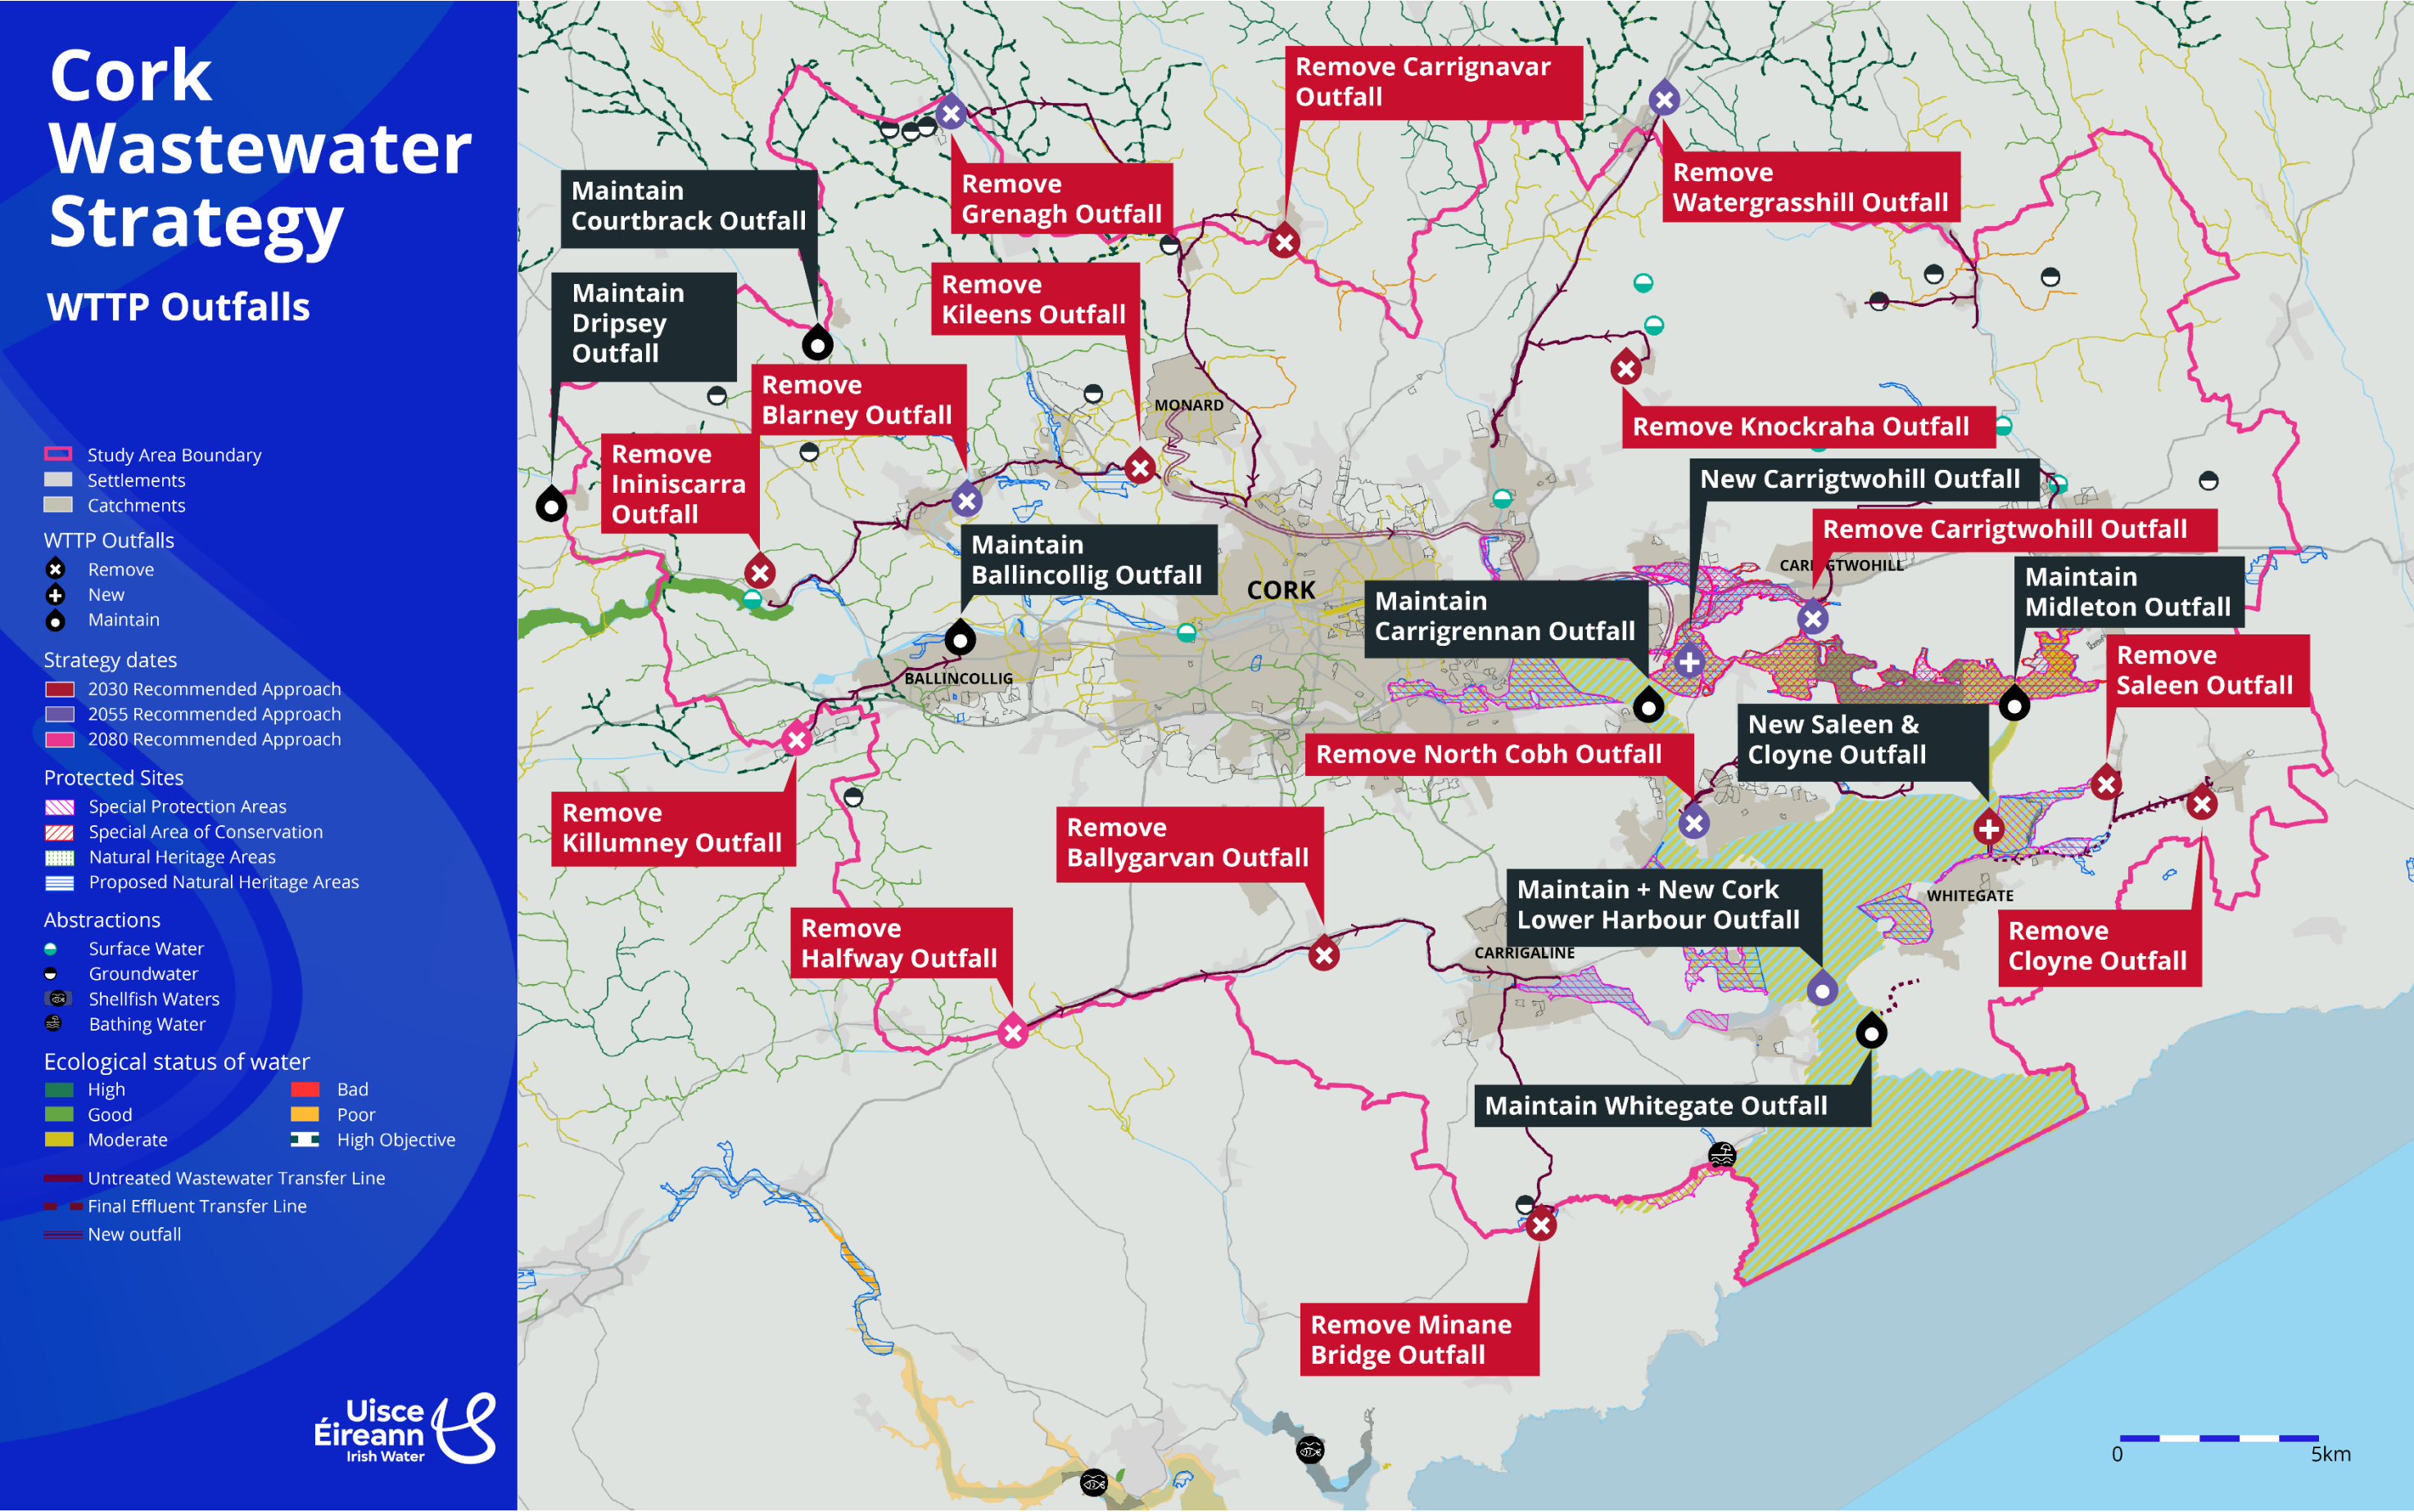 Cork
Wastewater
Strategy
WTTP Outfalls
Study Area Boundary
Settlements
Catchments
WTTP Outfalls
Remove
New
Maintain
Strategy dates
2030 Recommended Approach
2055 Recommended Approach
2080 Recommended Approach
Protected Sites
Special Protection Areas
Special Area of Conservation
Natural Heritage Areas
Proposed Natural Heritage Areas
Abstractions
Surface Water
Groundwater
Shellfish Waters
Bathing Water
Ecological status of water
High
Good
Moderate
Bad
Poor
High Objective
Untreated Wastewater Transfer Line
Final Effluent Transfer Line
New outfall
Uisce
Éireann
Irish Water
Remove Carrignavar
Outfall
Remove
Watergrasshill Outfall
Remove
Grenagh Outfall
Maintain
Courtbrack Outfall
Maintain
Dripsey
Outfall
Remove
Kileens Outfall
Remove
Blarney Outfall
MONARD
Remove Knockraha Outfall
Remove
Ininiscarra
Outfall
New Carrigtwohill Outfall
Remove Carrigtwohill Outfall
CARRIGTWOHILL
Maintain
Ballincollig Outfall
CORK
Maintain
Carrigrennan Outfall
Maintain
Midleton Outfall
Remove
Saleen Outfall
BALLINCOLLIG
New Saleen &
Cloyne Outfall
Remove North Cobh Outfall
Remove
Killumney Outfall
Remove
Ballygarvan Outfall
Maintain + New Cork
Lower Harbour Outfall
WHITEGATE
Remove
Halfway Outfall
CARRIGALINE
Remove
Cloyne Outfall
Maintain Whitegate Outfall
Remove Minane
Bridge Outfall
0
5km